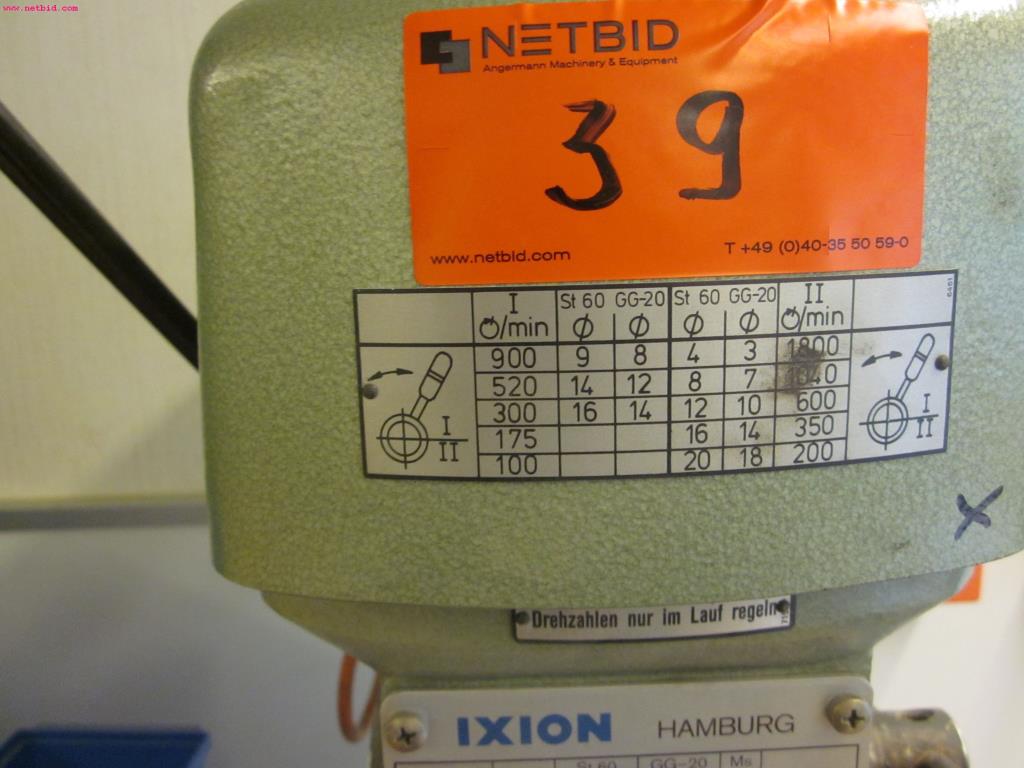 www.netbid.com
NETBID
Angermann Machinery & Equipment
39
www.netbid.com
T +49 (0)40-35 50 59-0
6461
I St 60 GG-20 St 60 GG-20 II
/min Ø Ø Ø Ø /min
900 9 8 4 3 1800
520 14 12 8 7
300 16 14 12 10 600
175 16 14 350
100 20 18 200
I
II
I
II
x
Drehzahlen nur im Lauf regeln
IXION HAMBURG
St 60 GG-20 Ms